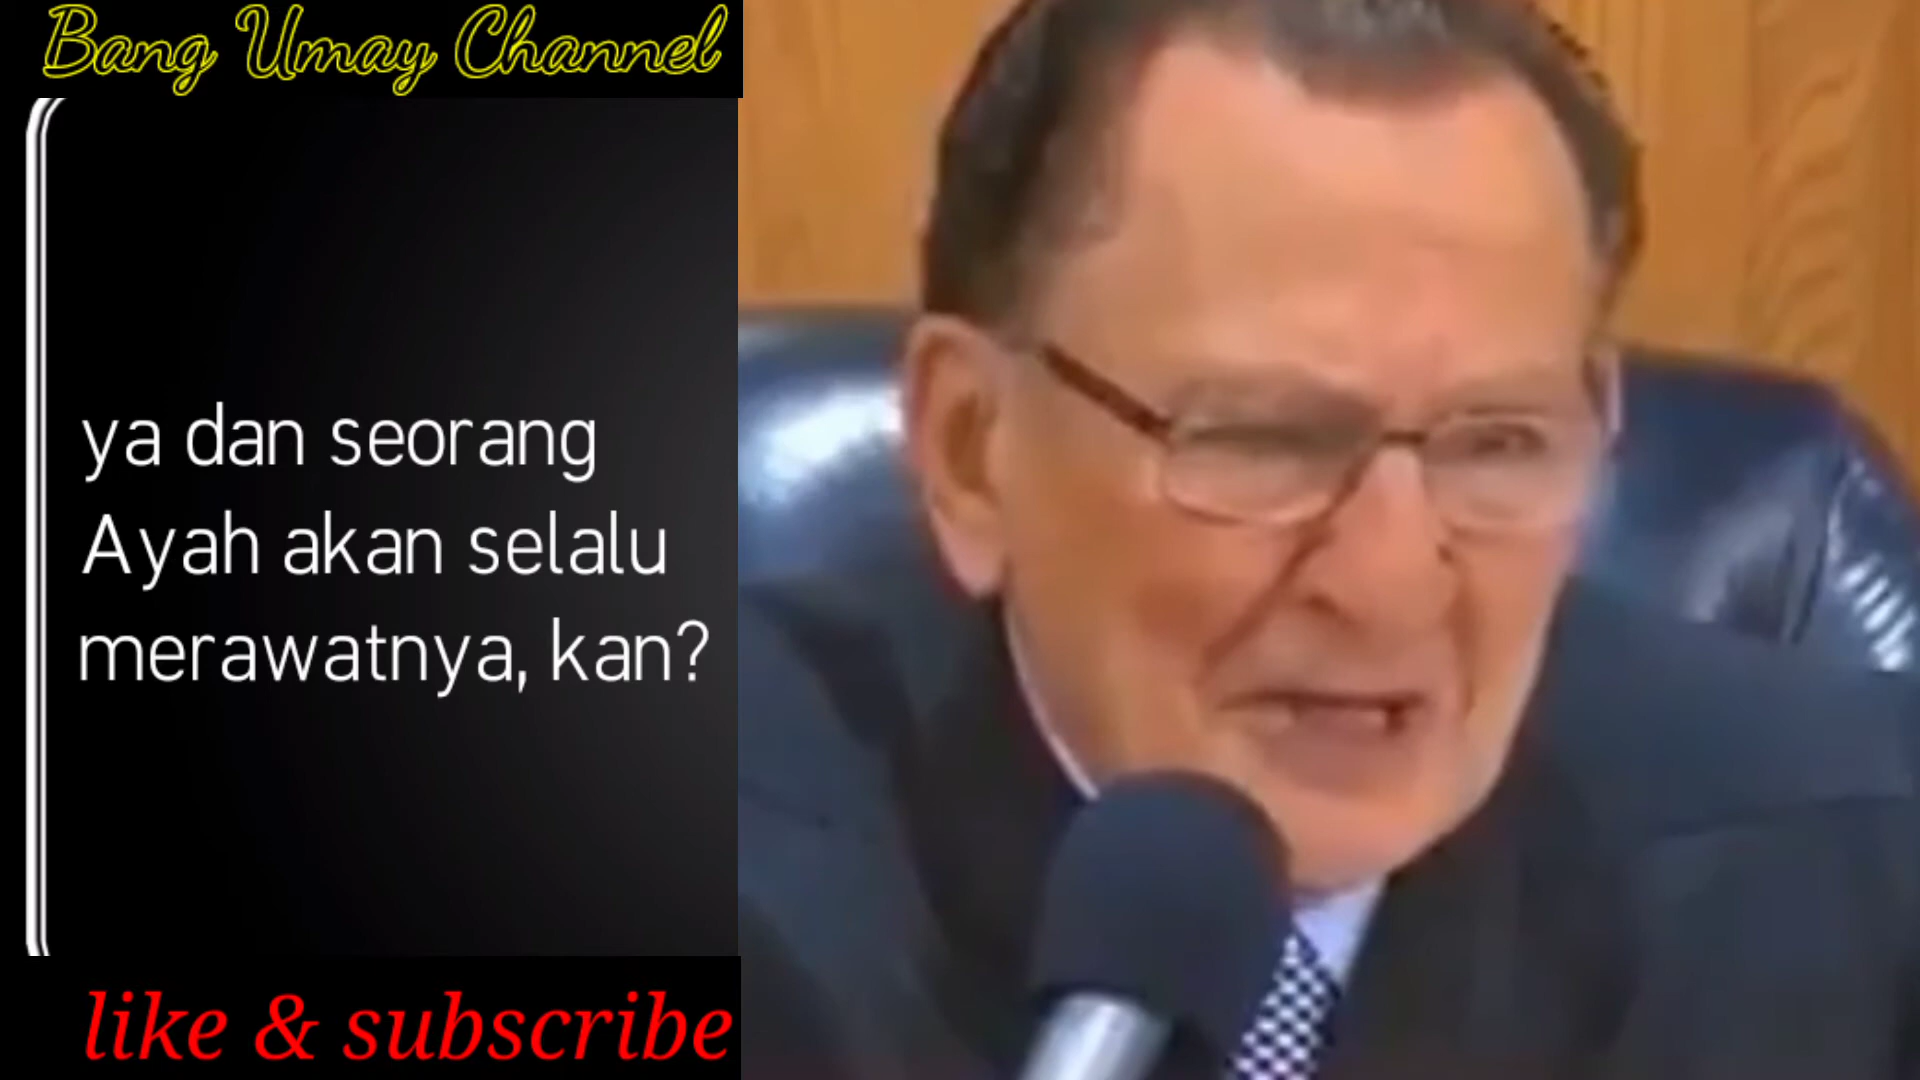 Bang Umay Channel
ya dan seorang
Ayah akan selalu
merawatnya, kan?
like & subscribe